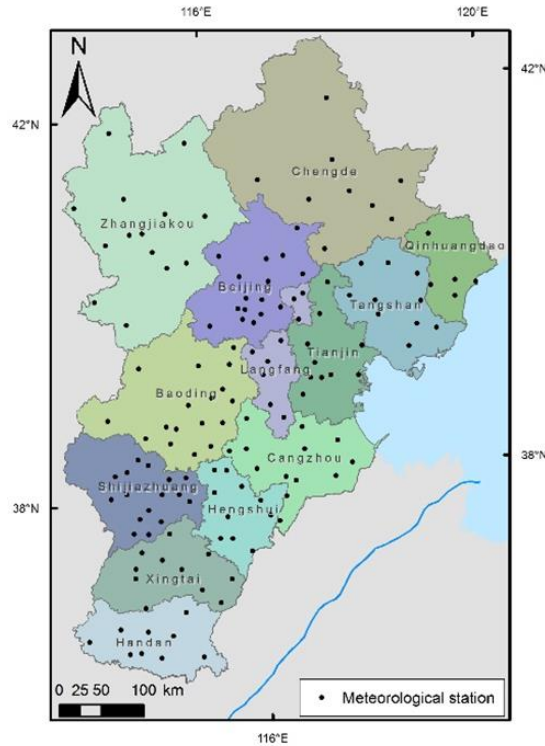 116°E
120°E
N
42°N
42°N
Chengde
Zhangjiakou
Qinhuangdao
Beijing
Tangshan
Tianjin
Langfang
Baoding
Cangzhou
38°N
Shijiazhuang
38°N
Hengshui
Xingtai
Handan
0 25 50 100 km
Meteorological station
116°E